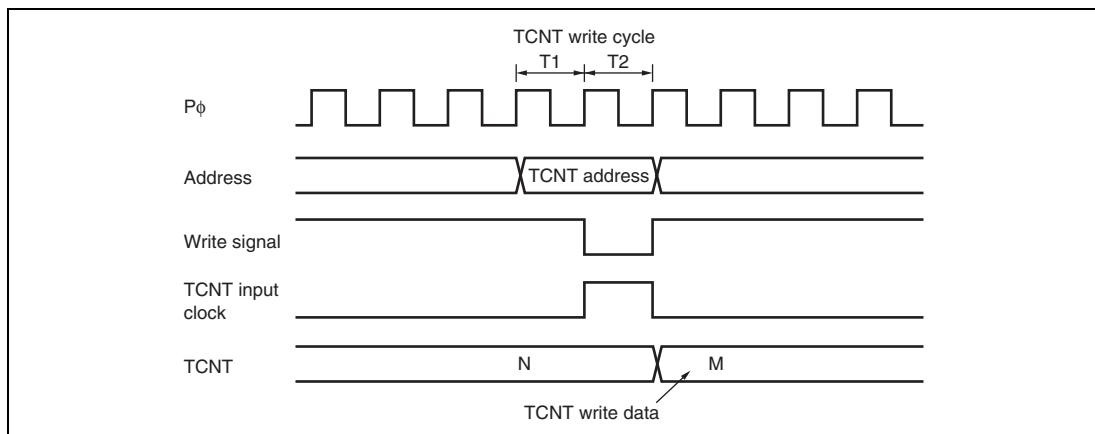 TCNT write cycle
T1 T2
Pϕ
Address
TCNT address
Write signal
TCNT input
clock
TCNT
N
M
TCNT write data